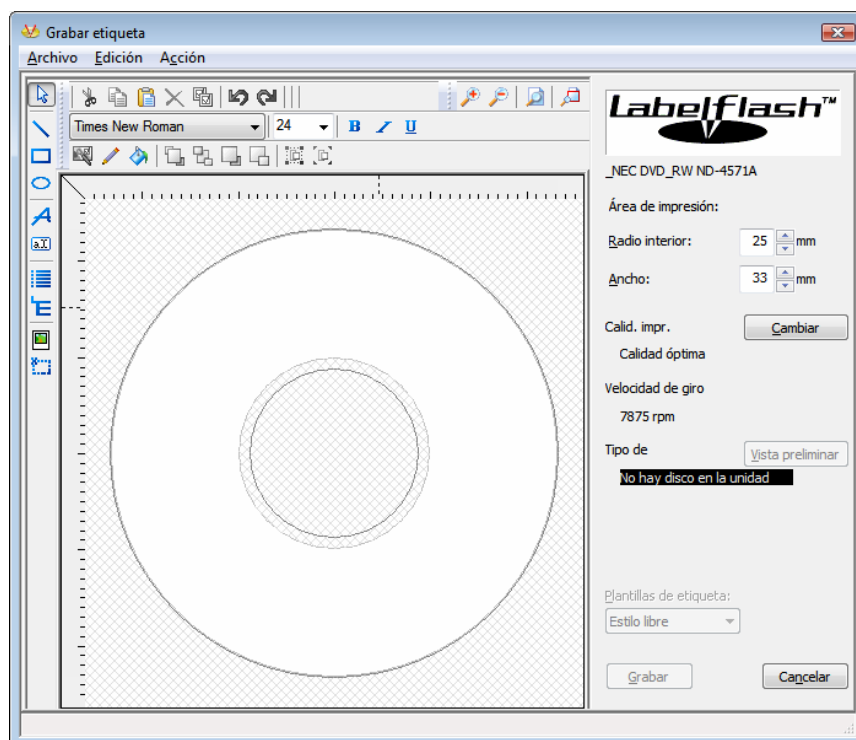 Grabar etiqueta
Archivo Edición Acción
Times New Roman 24 B I U
Labelflash™
_NEC DVD_RW ND-4571A
Área de impresión:
Radio interior: 25 mm
Ancho: 33 mm
Calid. impr. Cambiar
Calidad óptima
Velocidad de giro
7875 rpm
Tipo de Vista preliminar
No hay disco en la unidad
Plantillas de etiqueta:
Estilo libre
Grabar Cancelar